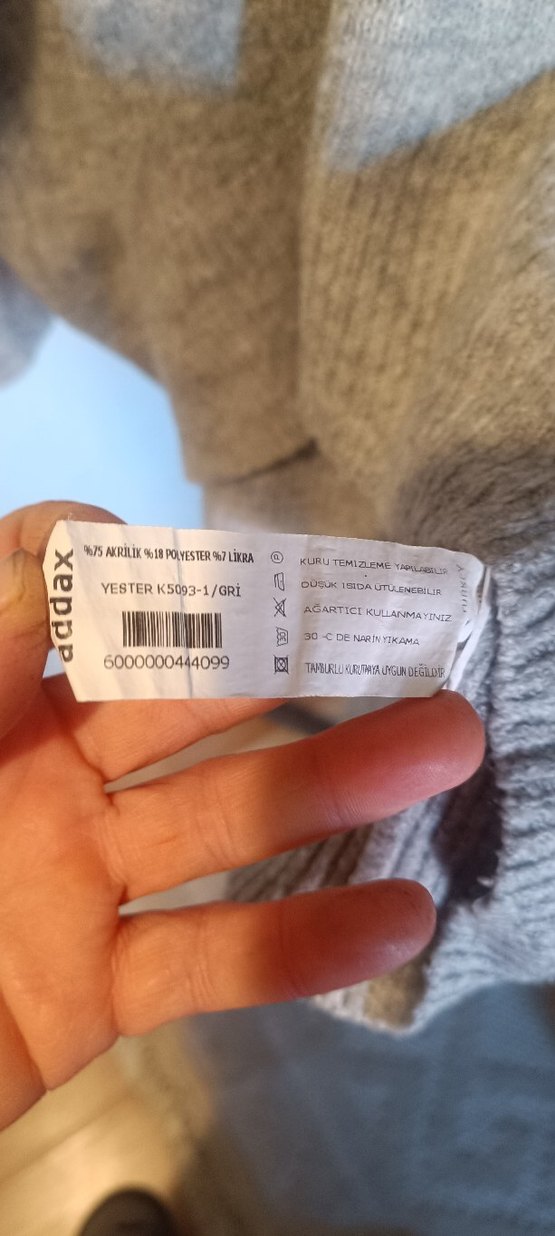 addax
%75 AKRİLİK %18 POLYESTER %7 LİKRA
YESTER K5093-1/GRİ
6000000444099
KURU TEMİZLEME YAPILABİLİR
DÜŞÜK ISIDA ÜTÜLENEBİLİR
AĞARTICI KULLANMAYINIZ
30 -C DE NARİN YIKAMA
TAMBURLU KURUTMAYA UYGUN DEĞİLDİR